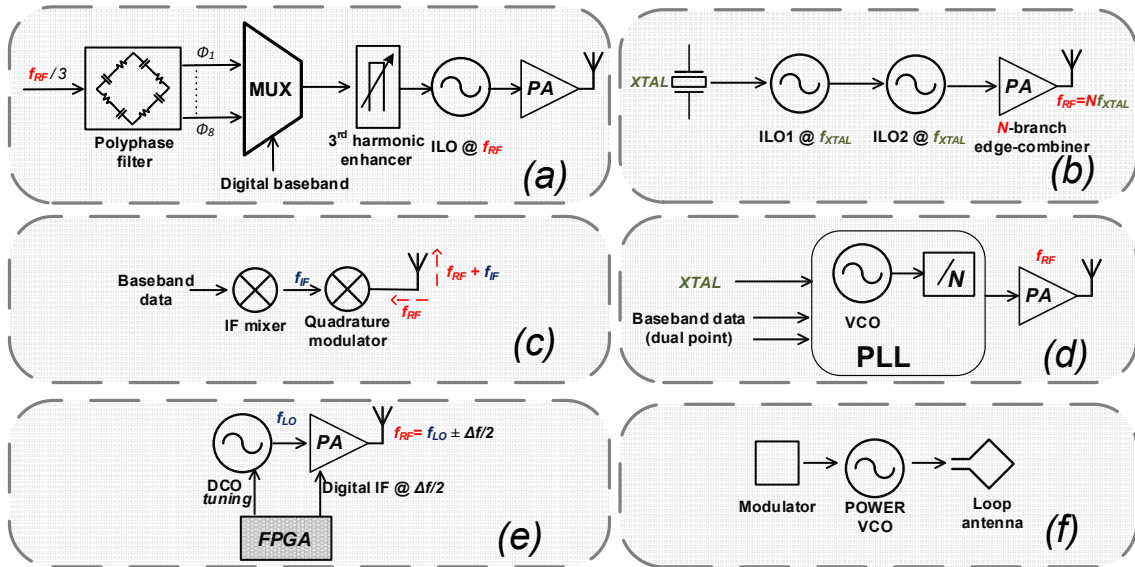 f_RF/3
Φ1
Φ8
Polyphase
filter
MUX
Digital baseband
3rd harmonic
enhancer
ILO @ f_RF
PA
(a)
XTAL
ILO1 @ f_XTAL
ILO2 @ f_XTAL
PA
f_RF=Nf_XTAL
N-branch
edge-combiner
(b)
Baseband
data
IF mixer
f_IF
Quadrature
modulator
f_RF + f_IF
f_RF
(c)
XTAL
Baseband data
(dual point)
VCO
/N
PLL
f_RF
PA
(d)
DCO
tuning
f_LO
PA
f_RF= f_LO ± Δf/2
Digital IF @ Δf/2
FPGA
(e)
Modulator
POWER
VCO
Loop
antenna
(f)